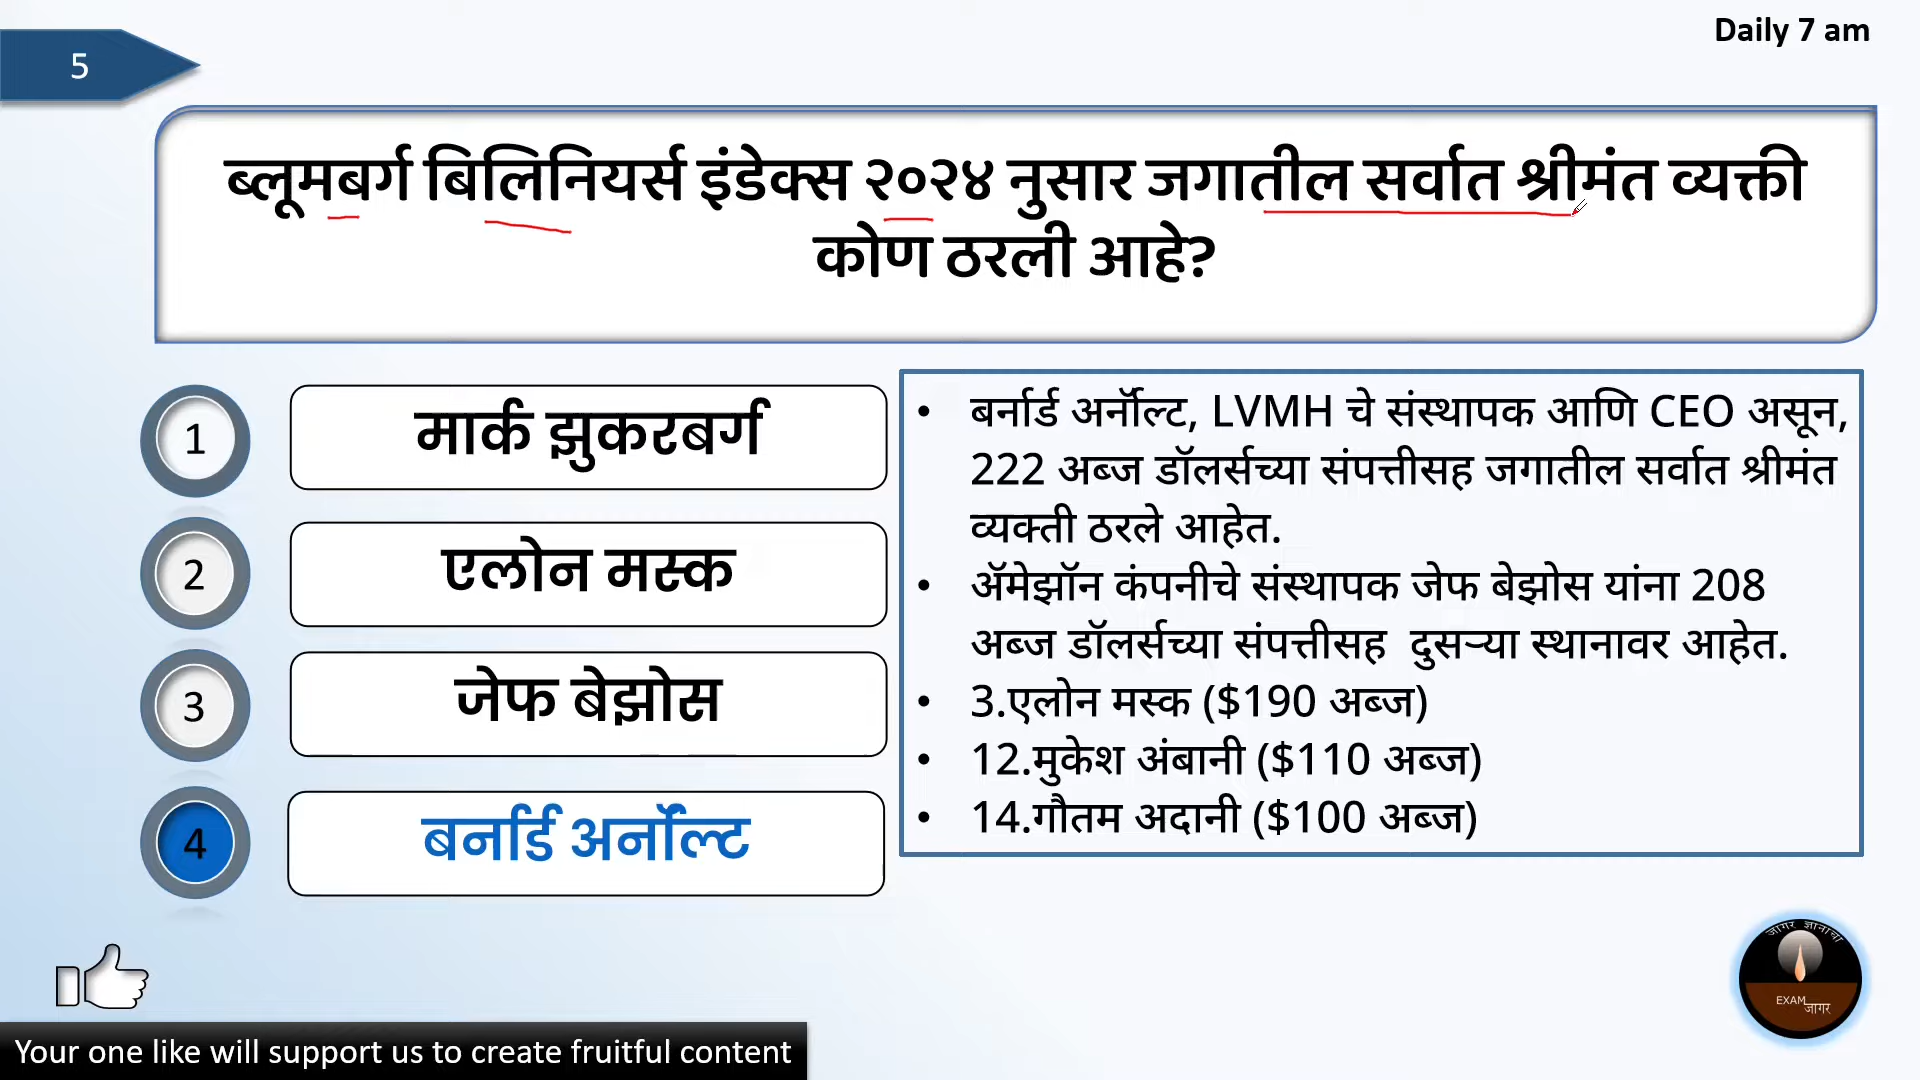 Daily 7 am
5
ब्लूमबर्ग बिलिनियर्स इंडेक्स २०२४ नुसार जगातील सर्वात श्रीमंत व्यक्ती
कोण ठरली आहे?
1
मार्क झुकरबर्ग
2
एलोन मस्क
3
जेफ बेझोस
4
बर्नार्ड अर्नॉल्ट
• बर्नार्ड अर्नॉल्ट, LVMH चे संस्थापक आणि CEO असून,
222 अब्ज डॉलर्सच्या संपत्तीसह जगातील सर्वात श्रीमंत
व्यक्ती ठरले आहेत.
• ॲमेझॉन कंपनीचे संस्थापक जेफ बेझोस यांना 208
अब्ज डॉलर्सच्या संपत्तीसह दुसऱ्या स्थानावर आहेत.
• 3.एलोन मस्क ($190 अब्ज)
• 12.मुकेश अंबानी ($110 अब्ज)
• 14.गौतम अदानी ($100 अब्ज)
जागर ज्ञानाचा
EXAM
जागर
Your one like will support us to create fruitful content